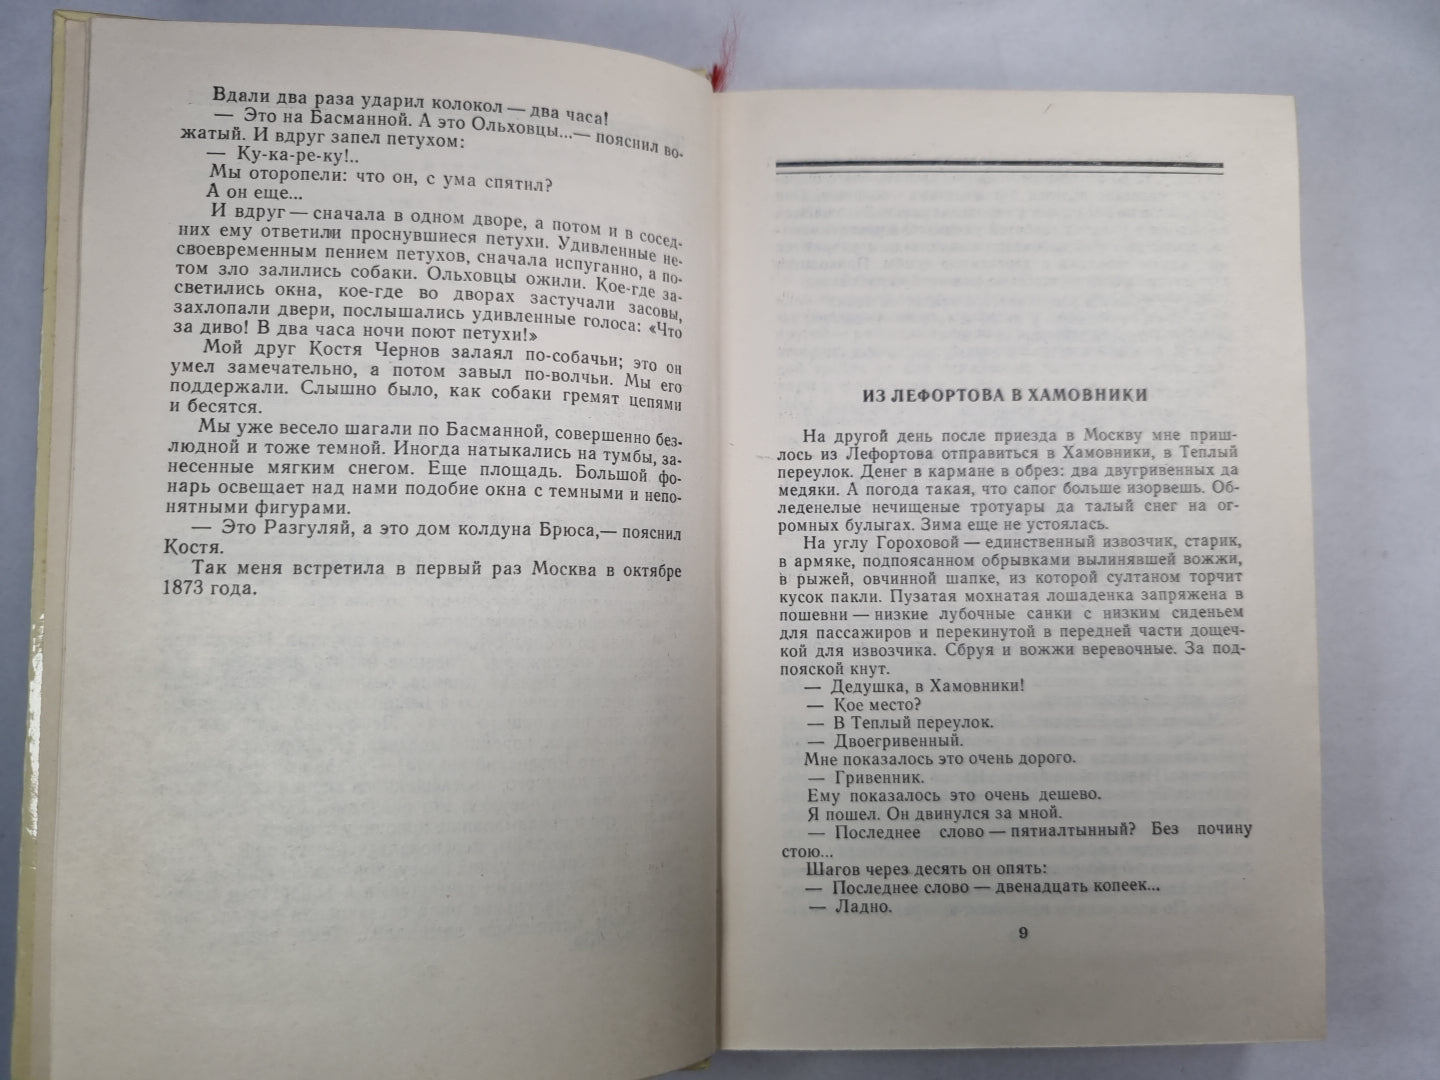 Вдали два раза ударил колокол — два часа!
— Это на Басманной. А это Ольховцы...— пояснил во-
жатый. И вдруг запел петухом:
— Ку-ка-ре-ку!..
Мы оторопели: что он, с ума спятил?
А он еще...
И вдруг — сначала в одном дворе, а потом и в сосед-
них ему ответили проснувшиеся петухи. Удивленные не-
своевременным пением петухов, сначала испуганно, а по-
том зло залились собаки. Ольховцы ожили. Кое-где за-
светились окна, кое-где во дворах застучали засовы,
захлопали двери, послышались удивленные голоса: «Что
за диво! В два часа ночи поют петухи!»
Мой друг Костя Чернов залаял по-собачьи; это он
умел замечательно, а потом завыл по-волчьи. Мы его
поддержали. Слышно было, как собаки гремят цепями
и бесятся.
Мы уже весело шагали по Басманной, совершенно без-
людной и тоже темной. Иногда натыкались на тумбы, за-
несенные мягким снегом. Еще площадь. Большой фо-
нарь освещает над нами подобие окна с темными и непо-
нятными фигурами.
— Это Разгуляй, а это дом колдуна Брюса,— пояснил
Костя.
Так меня встретила в первый раз Москва в октябре
1873 года.
ИЗ ЛЕФОРТОВА В ХАМОВНИКИ
На другой день после приезда в Москву мне приш-
лось из Лефортова отправиться в Хамовники, в Теплый
переулок. Денег в кармане в обрез: два двугривенных да
медяки. А погода такая, что сапог больше изорвешь. Об-
леденелые нечищеные тротуары да талый снег на ог-
ромных булыгах. Зима еще не устоялась.
На углу Гороховой — единственный извозчик, старик,
в армяке, подпоясанном обрывками вылинявшей вожжи,
в рыжей, овчинной шапке, из которой султаном торчит
кусок пакли. Пузатая мохнатая лошаденка запряжена в
пошевни — низкие лубочные санки с низким сиденьем
для пассажиров и перекинутой в передней части дощеч-
кой для извозчика. Сбруя и вожжи веревочные. За под-
пояской кнут.
— Дедушка, в Хамовники!
— Кое место?
— В Теплый переулок.
— Двоегривенный.
Мне показалось это очень дорого.
— Гривенник.
Ему показалось это очень дешево.
Я пошел. Он двинулся за мной.
— Последнее слово — пятиалтынный? Без почину
стою...
Шагов через десять он опять:
— Последнее слово — двенадцать копеек...
— Ладно.
9